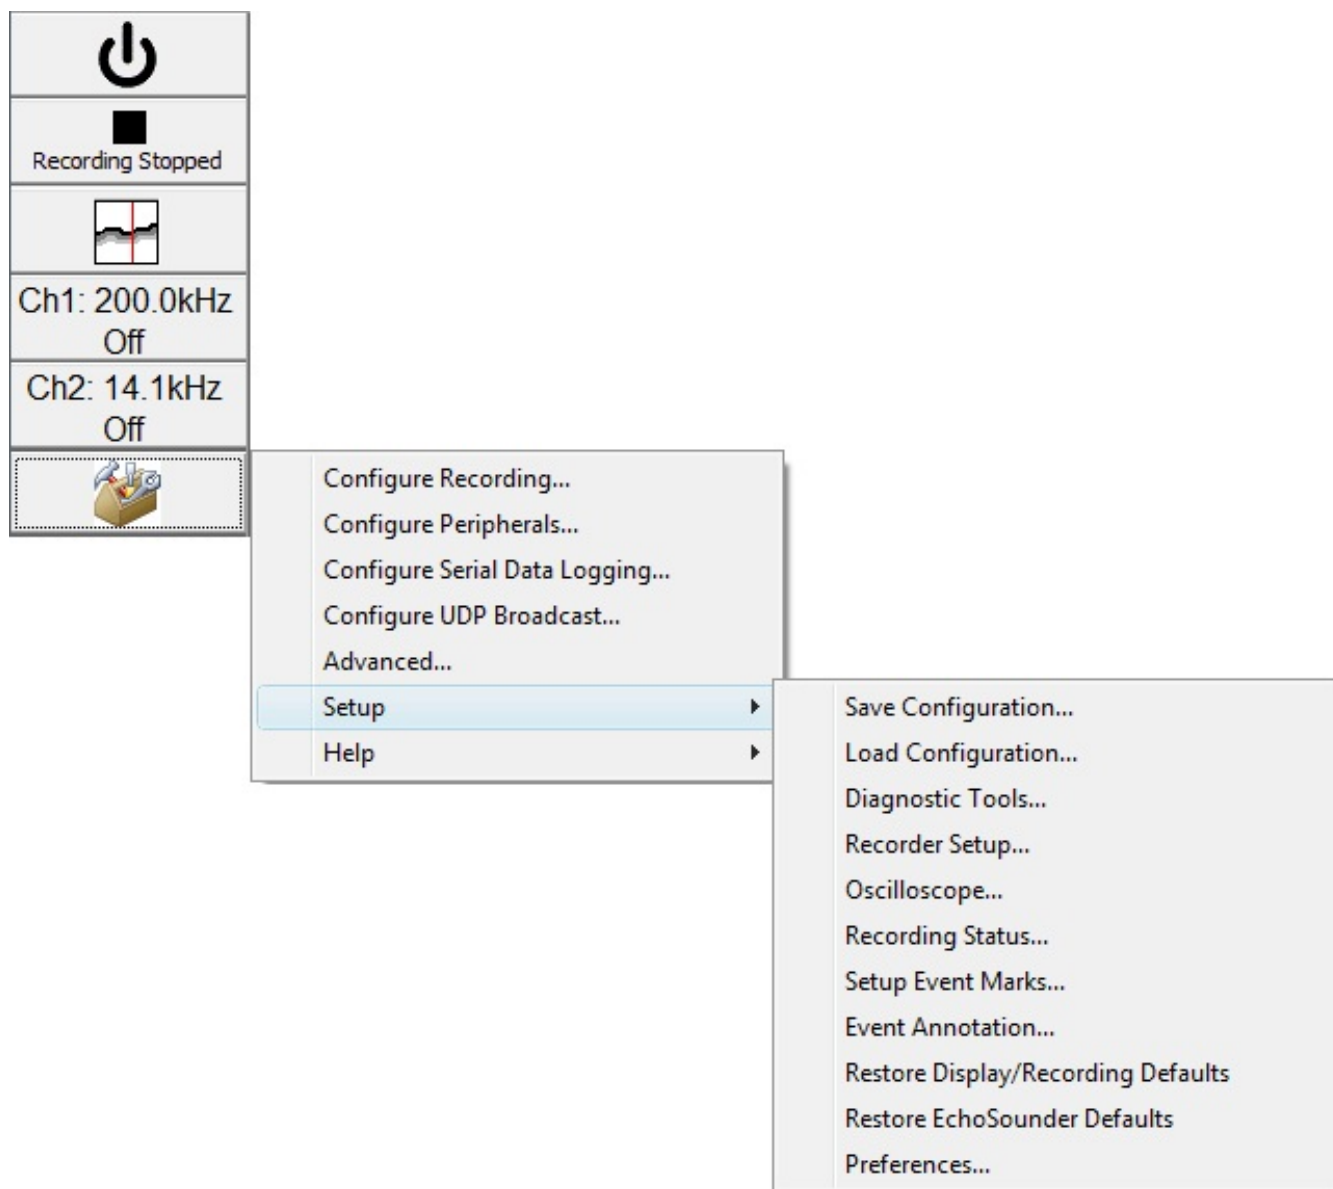 Recording Stopped
Ch1: 200.0kHz
Off
Ch2: 14.1kHz
Off
Configure Recording...
Configure Peripherals...
Configure Serial Data Logging...
Configure UDP Broadcast...
Advanced...
Setup
Help
Save Configuration...
Load Configuration...
Diagnostic Tools...
Recorder Setup...
Oscilloscope...
Recording Status...
Setup Event Marks...
Event Annotation...
Restore Display/Recording Defaults
Restore EchoSounder Defaults
Preferences...